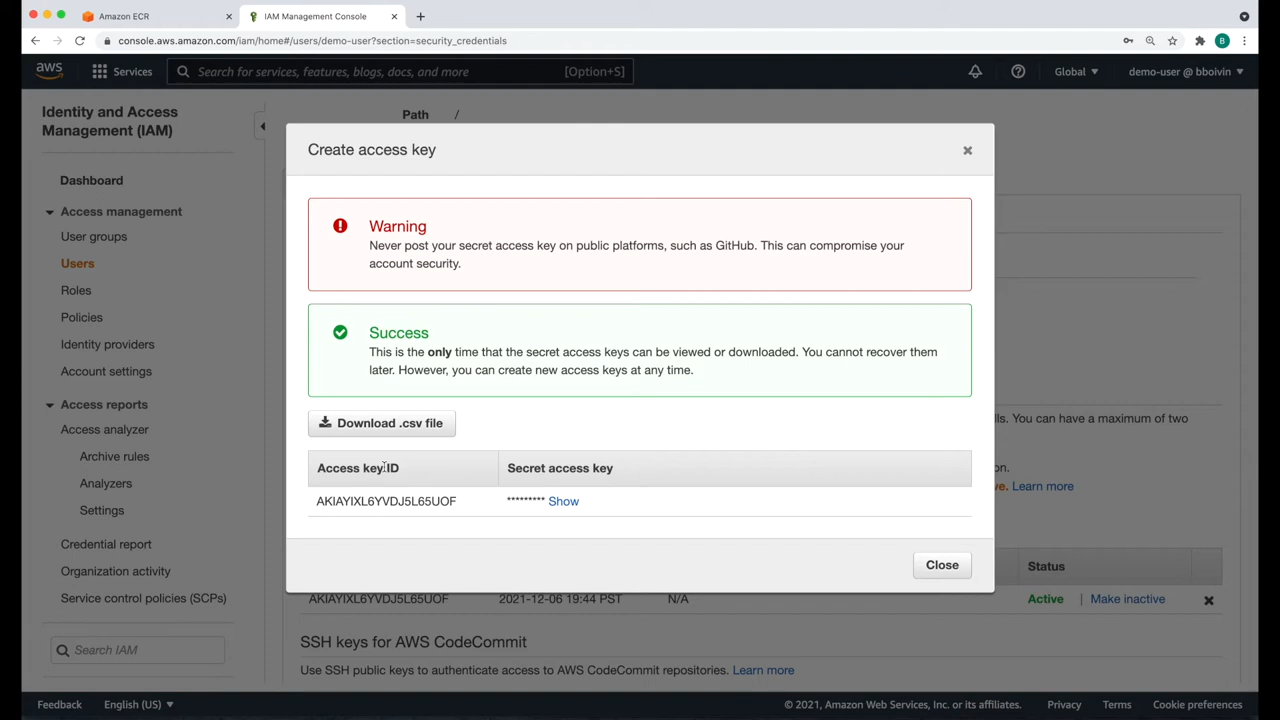 Amazon ECR
IAM Management Console
console.aws.amazon.com/iam/home#/users/demo-user?section=security_credentials
B
aws
Services
Search for services, features, blogs, docs, and more
[Option+S]
Global
demo-user @ bboivin
Identity and Access
Management (IAM)
Dashboard
Access management
User groups
Users
Roles
Policies
Identity providers
Account settings
Access reports
Access analyzer
Archive rules
Analyzers
Settings
Credential report
Organization activity
Service control policies (SCPs)
Search IAM
Path /
Create access key
Warning
Never post your secret access key on public platforms, such as GitHub. This can compromise your
account security.
Success
This is the only time that the secret access keys can be viewed or downloaded. You cannot recover them
later. However, you can create new access keys at any time.
Download .csv file
Access key ID
Secret access key
AKIAYIXL6YVDJ5L65UOF
********* Show
Close
lls. You can have a maximum of two
on.
ve. Learn more
Status
AKIAYIXL6YVDJ5L65UOF
2021-12-06 19:44 PST
N/A
Active | Make inactive
SSH keys for AWS CodeCommit
Use SSH public keys to authenticate access to AWS CodeCommit repositories. Learn more
Feedback
English (US)
© 2021, Amazon Web Services, Inc. or its affiliates.
Privacy
Terms
Cookie preferences